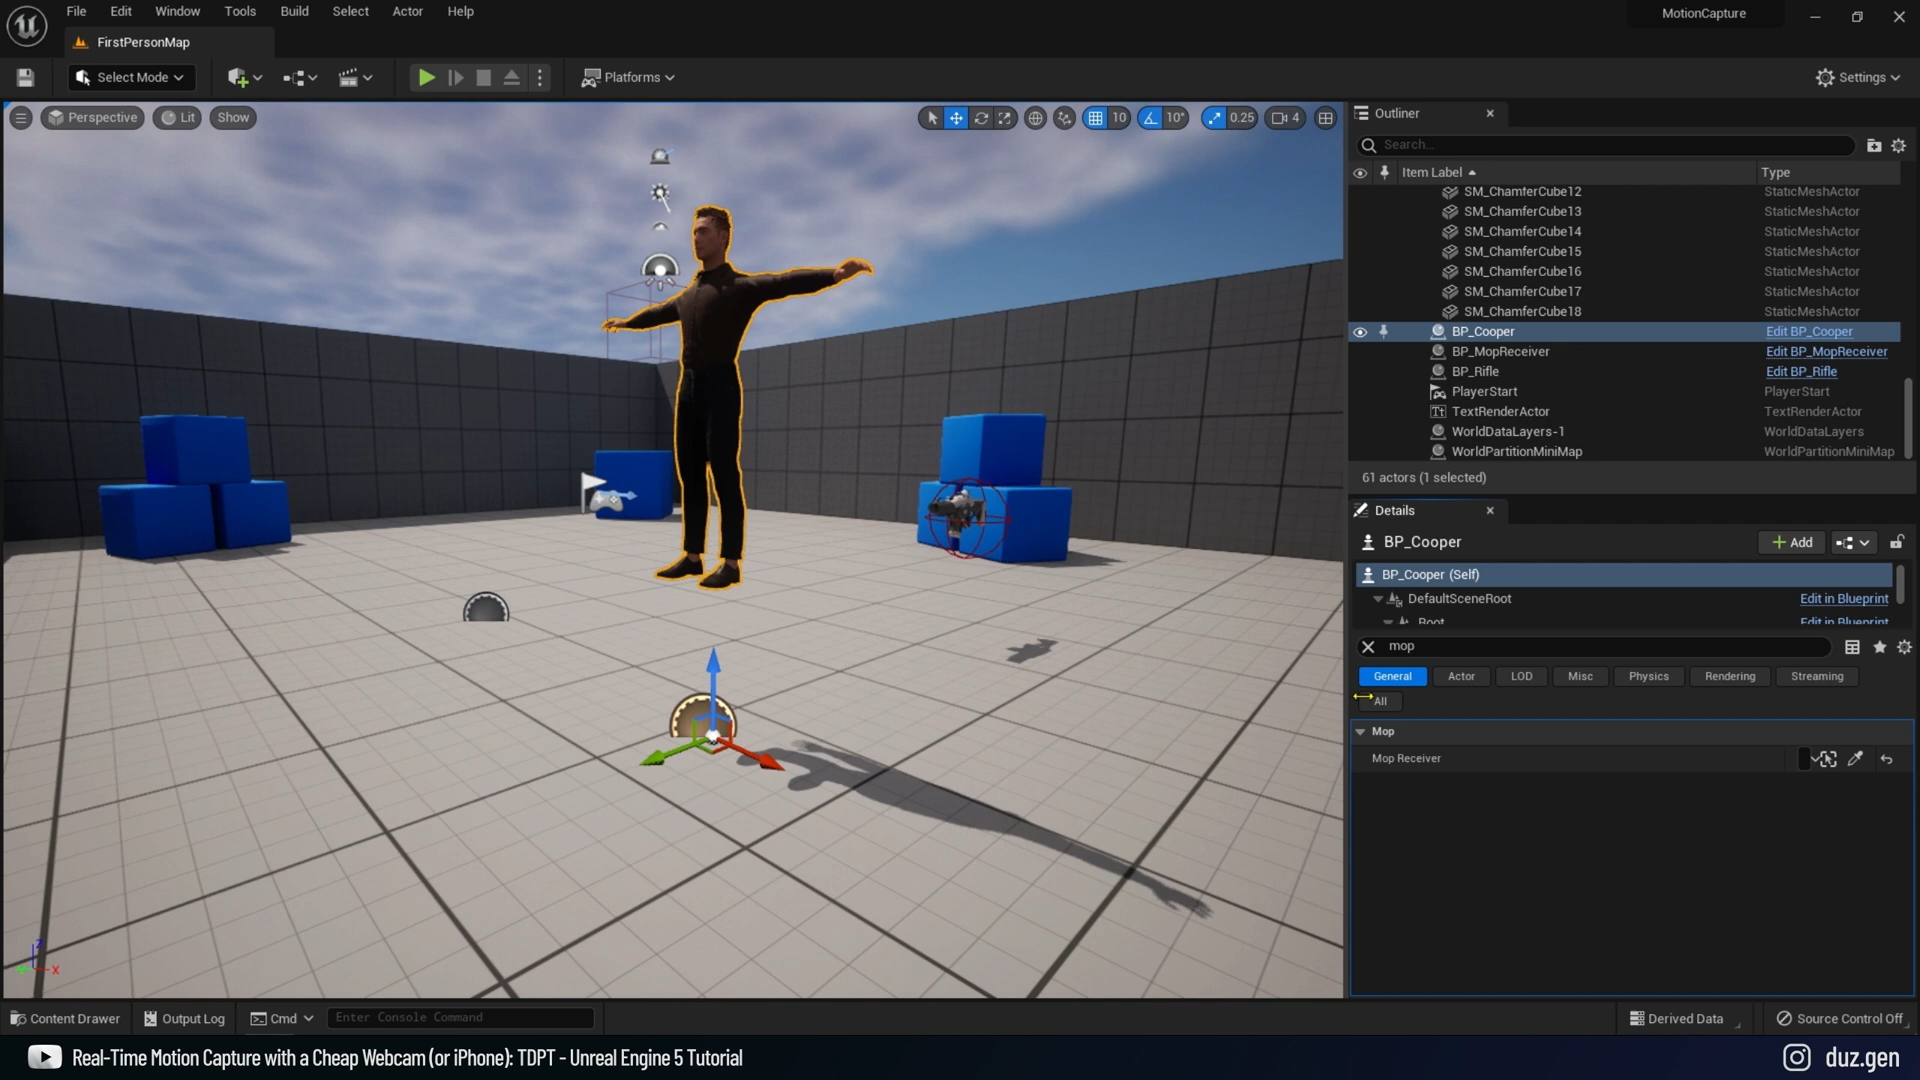 File Edit Window Tools Build Select Actor Help
MotionCapture
FirstPersonMap
Select Mode
Platforms
Settings
Perspective
Lit
Show
10
10°
0.25
4
Outliner
Search...
Item Label
Type
SM_ChamferCube12 StaticMeshActor
SM_ChamferCube13 StaticMeshActor
SM_ChamferCube14 StaticMeshActor
SM_ChamferCube15 StaticMeshActor
SM_ChamferCube16 StaticMeshActor
SM_ChamferCube17 StaticMeshActor
SM_ChamferCube18 StaticMeshActor
BP_Cooper Edit BP_Cooper
BP_MopReceiver Edit BP_MopReceiver
BP_Rifle Edit BP_Rifle
PlayerStart PlayerStart
TextRenderActor TextRenderActor
WorldDataLayers-1 WorldDataLayers
WorldPartitionMiniMap WorldPartitionMiniMap
61 actors (1 selected)
Details
BP_Cooper
Add
BP_Cooper (Self)
DefaultSceneRoot Edit in Blueprint
Root Edit in Blueprint
mop
General Actor LOD Misc Physics Rendering Streaming
All
Mop
Mop Receiver
Z
X
Content Drawer
Output Log
Cmd
Enter Console Command
Derived Data
Source Control Off
Real-Time Motion Capture with a Cheap Webcam (or iPhone): TDPT - Unreal Engine 5 Tutorial
duz.gen